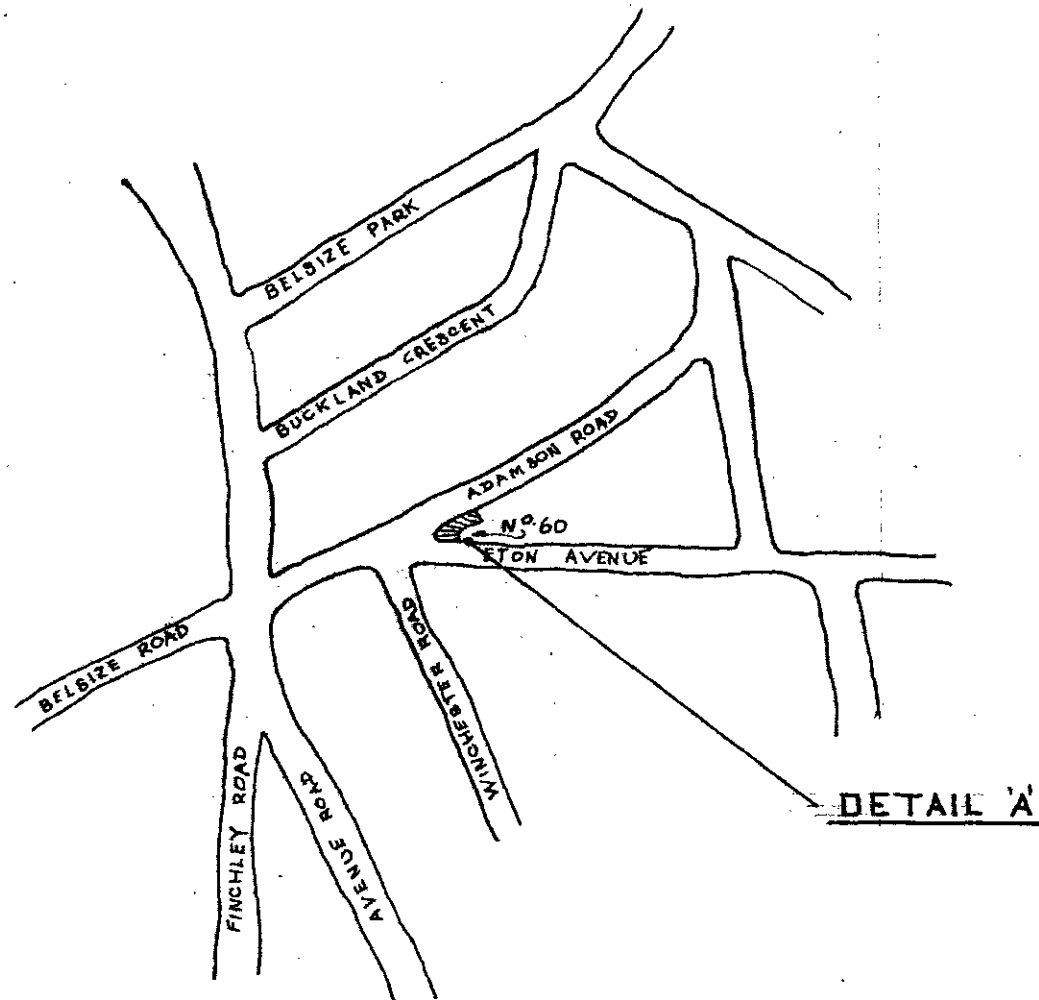 BELSIZE PARK
BUCKLAND CRESCENT
ADAMSON ROAD
Nº.60
ETON AVENUE
BELSIZE ROAD
WINCHESTER ROAD
FINCHLEY ROAD
AVENUE ROAD
DETAIL 'A'